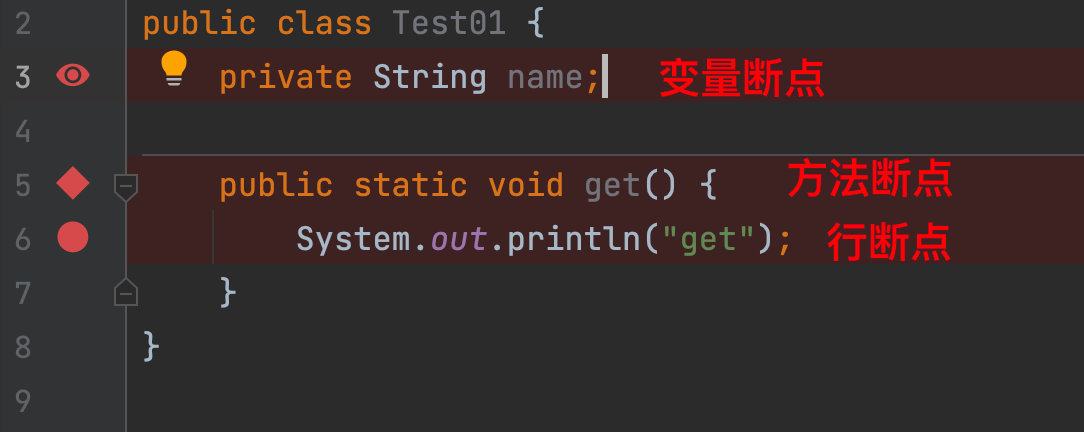 2 public class Test01 {
3 private String name; 变量断点
4
5 public static void get() { 方法断点
6 System.out.println("get"); 行断点
7 }
8 }
9